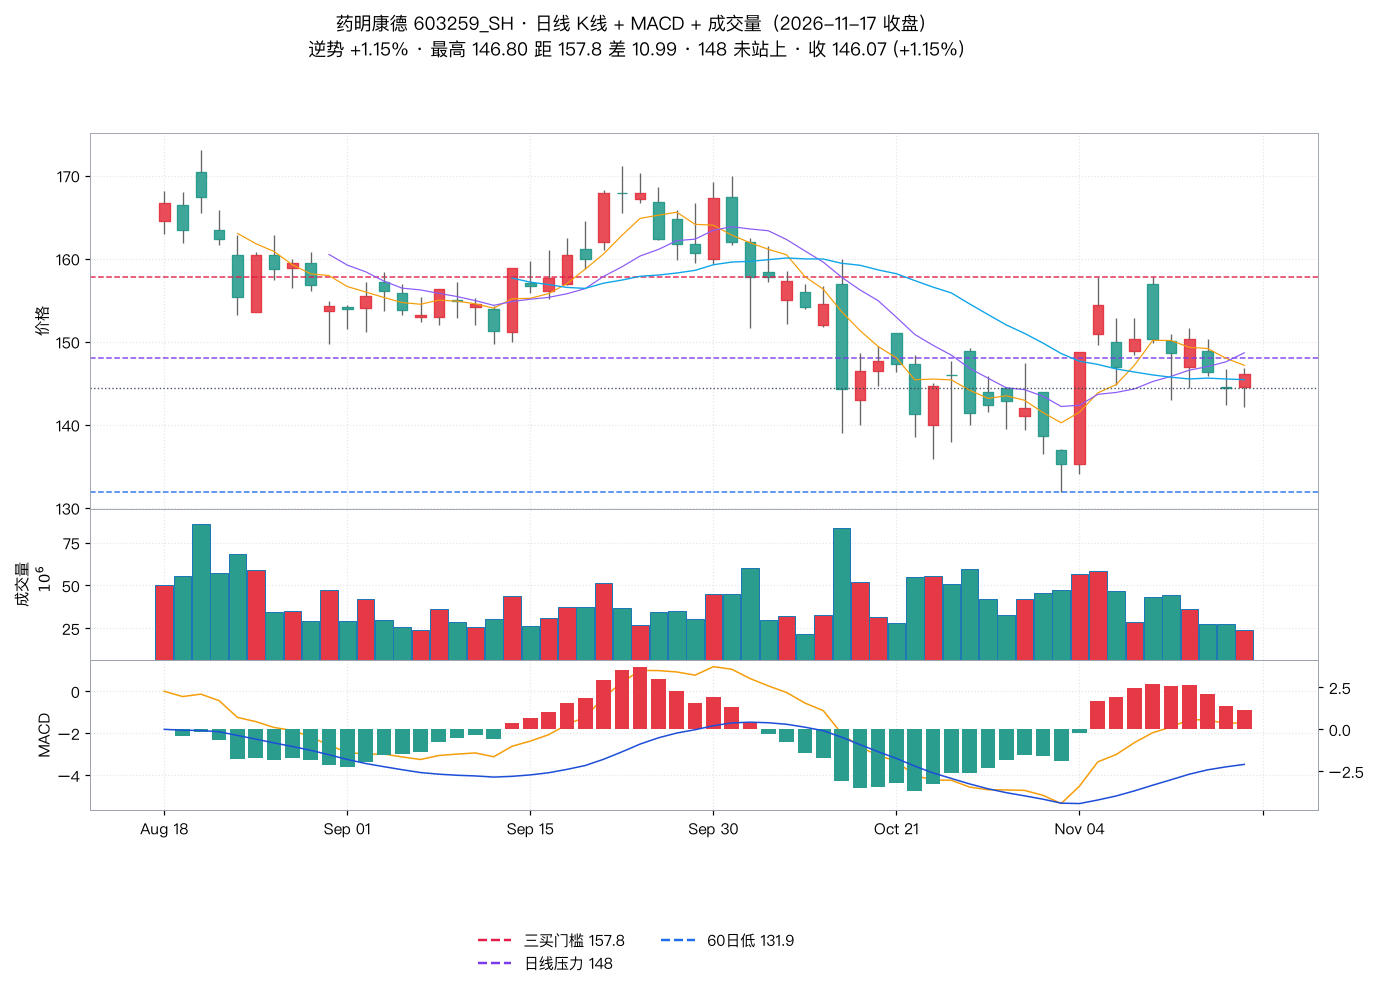 药明康德 603259_SH · 日线 K线 + MACD + 成交量（2026-11-17 收盘）
逆势 +1.15% · 最高 146.80 距 157.8 差 10.99 · 148 未站上 · 收 146.07 (+1.15%)
价格
170
160
150
140
130
成交量
10⁶
75
50
25
MACD
0
−2
−4
2.5
0.0
−2.5
Aug 18
Sep 01
Sep 15
Sep 30
Oct 21
Nov 04
三买门槛 157.8
60日低 131.9
日线压力 148